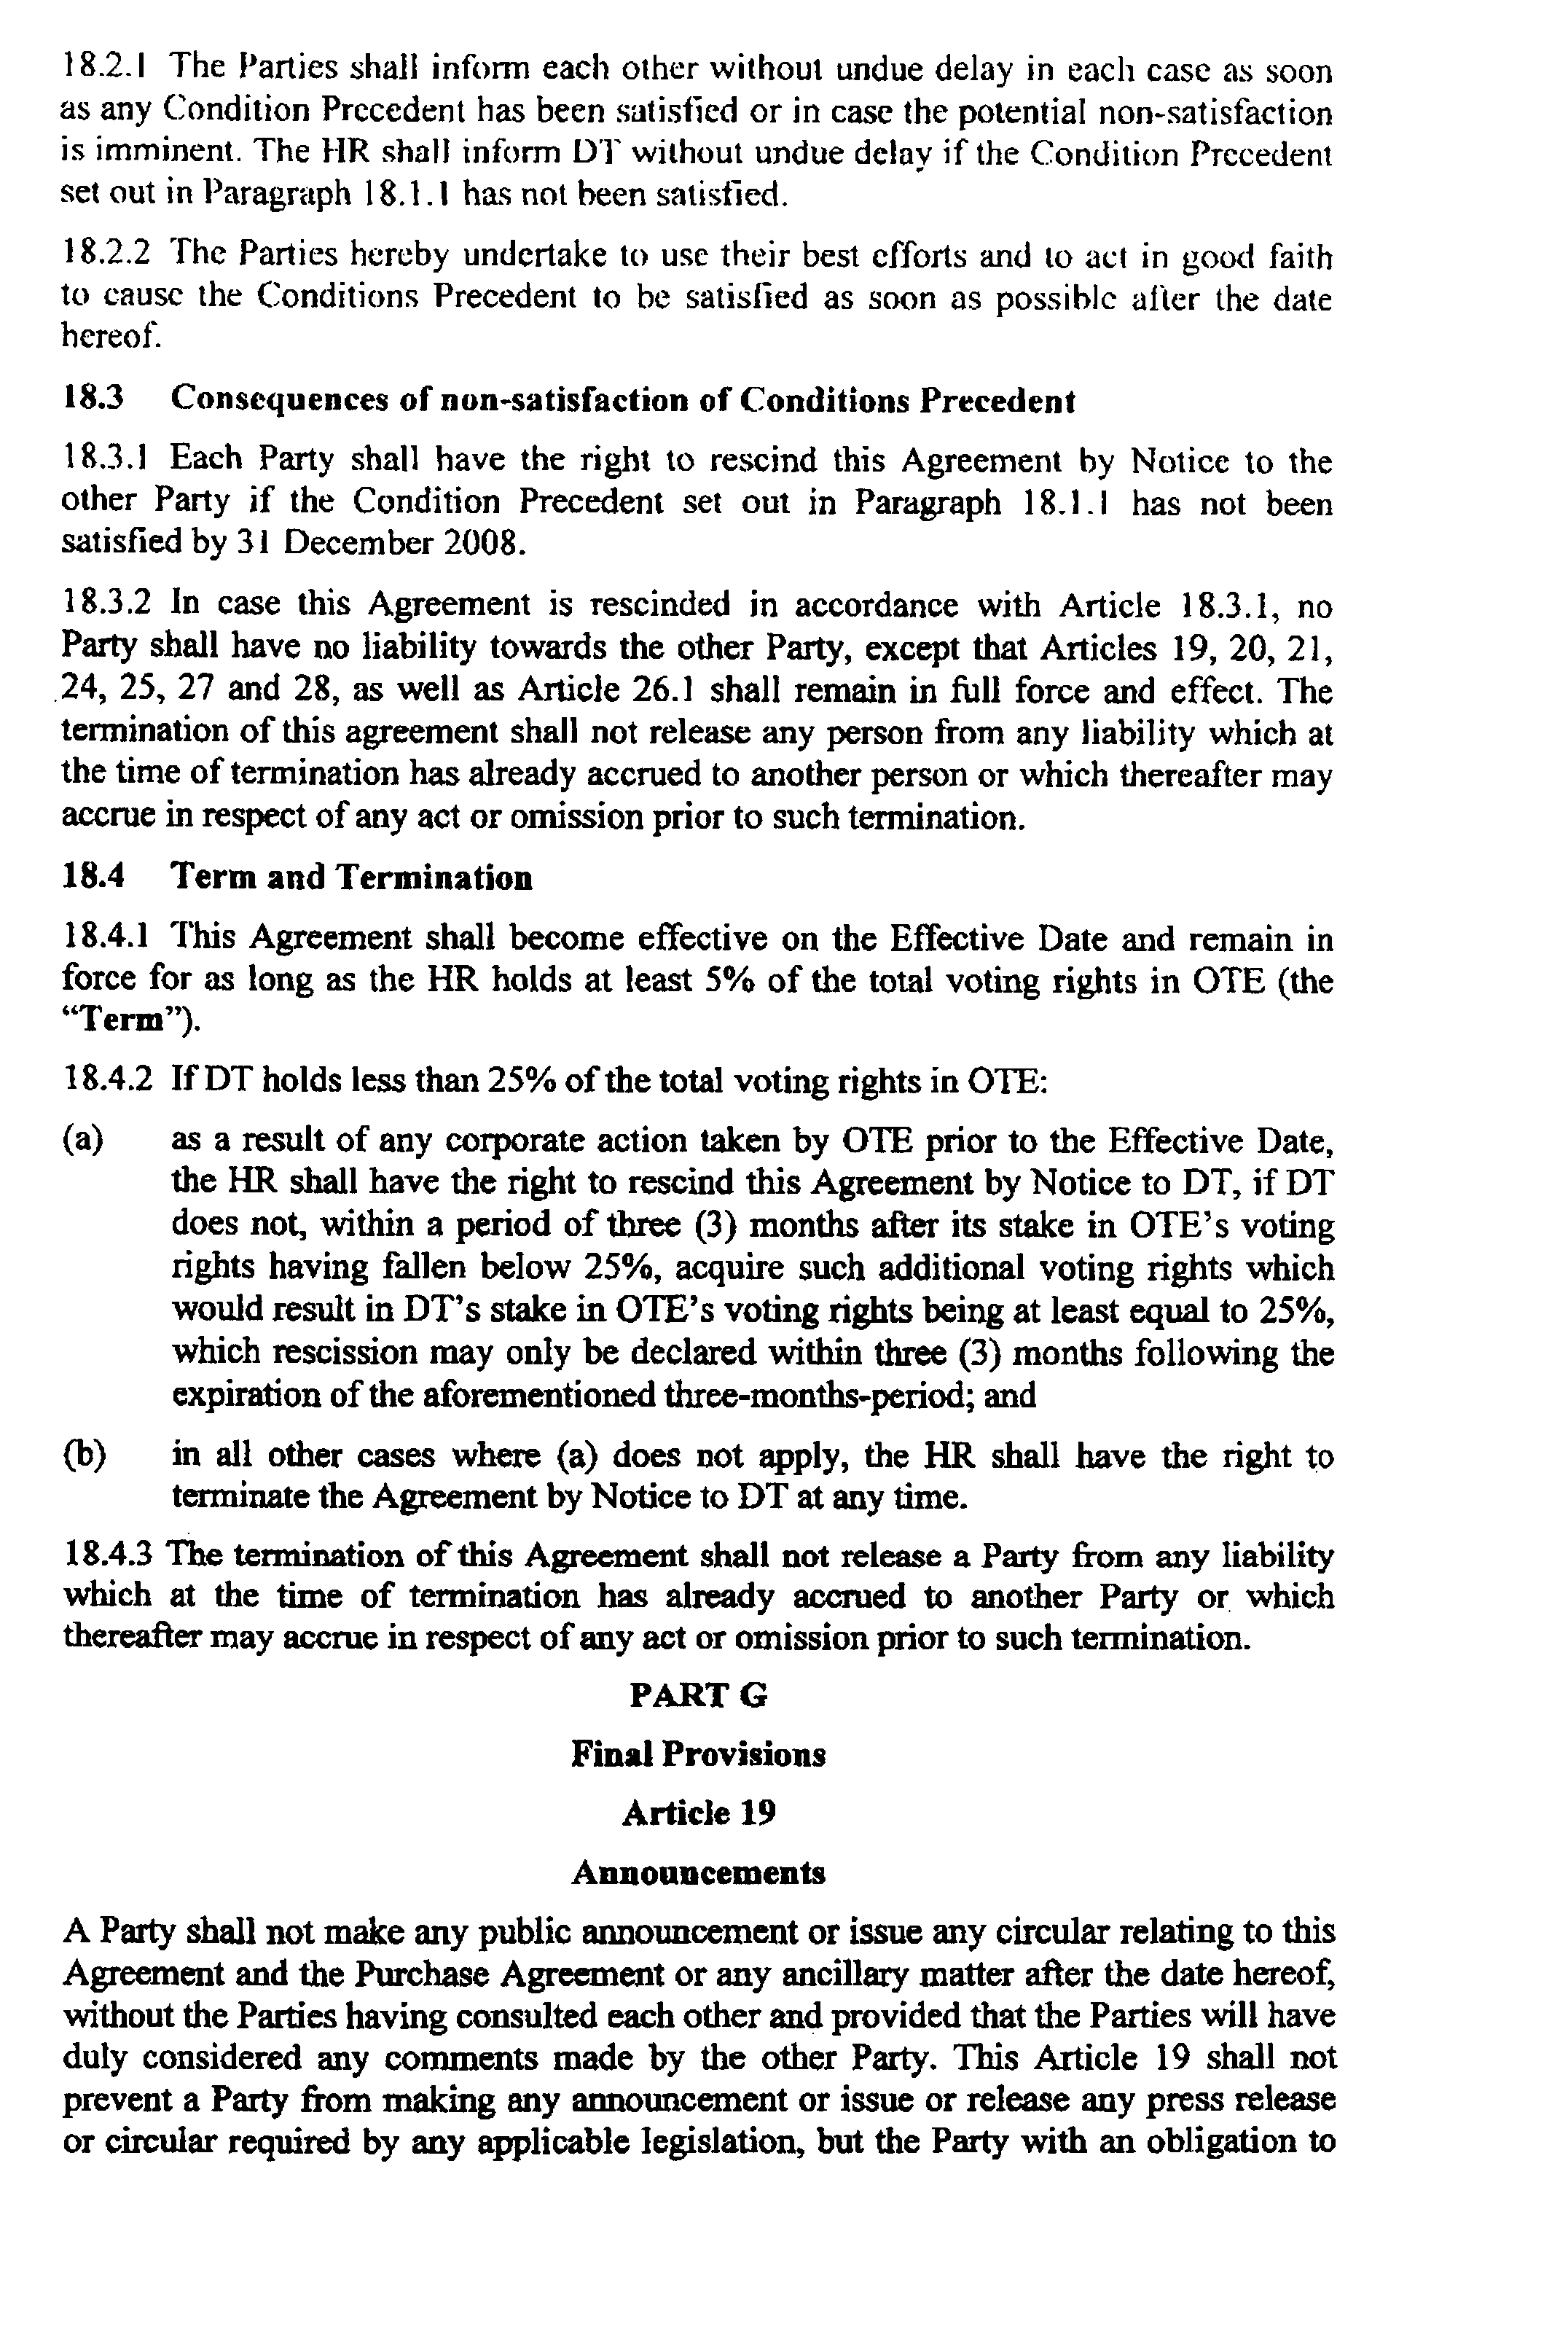 18.2.1 The Parties shall inform each other without undue delay in each case as soon
as any Condition Precedent has been satisfied or in case the potential non-satisfaction
is imminent. The HR shall inform DT without undue delay if the Condition Precedent
set out in Paragraph 18.1.1 has not been satisfied.
18.2.2 The Parties hereby undertake to use their best efforts and to act in good faith
to cause the Conditions Precedent to be satisfied as soon as possible after the date
hereof.
18.3 Consequences of non-satisfaction of Conditions Precedent
18.3.1 Each Party shall have the right to rescind this Agreement by Notice to the
other Party if the Condition Precedent set out in Paragraph 18.1.1 has not been
satisfied by 31 December 2008.
18.3.2 In case this Agreement is rescinded in accordance with Article 18.3.1, no
Party shall have no liability towards the other Party, except that Articles 19, 20, 21,
24, 25, 27 and 28, as well as Article 26.1 shall remain in full force and effect. The
termination of this agreement shall not release any person from any liability which at
the time of termination has already accrued to another person or which thereafter may
accrue in respect of any act or omission prior to such termination.
18.4 Term and Termination
18.4.1 This Agreement shall become effective on the Effective Date and remain in
force for as long as the HR holds at least 5% of the total voting rights in OTE (the
“Term”).
18.4.2 If DT holds less than 25% of the total voting rights in OTE:
(a) as a result of any corporate action taken by OTE prior to the Effective Date,
the HR shall have the right to rescind this Agreement by Notice to DT, if DT
does not, within a period of three (3) months after its stake in OTE’s voting
rights having fallen below 25%, acquire such additional voting rights which
would result in DT’s stake in OTE’s voting rights being at least equal to 25%,
which rescission may only be declared within three (3) months following the
expiration of the aforementioned three-months-period; and
(b) in all other cases where (a) does not apply, the HR shall have the right to
terminate the Agreement by Notice to DT at any time.
18.4.3 The termination of this Agreement shall not release a Party from any liability
which at the time of termination has already accrued to another Party or which
thereafter may accrue in respect of any act or omission prior to such termination.
PART G
Final Provisions
Article 19
Announcements
A Party shall not make any public announcement or issue any circular relating to this
Agreement and the Purchase Agreement or any ancillary matter after the date hereof,
without the Parties having consulted each other and provided that the Parties will have
duly considered any comments made by the other Party. This Article 19 shall not
prevent a Party from making any announcement or issue or release any press release
or circular required by any applicable legislation, but the Party with an obligation to